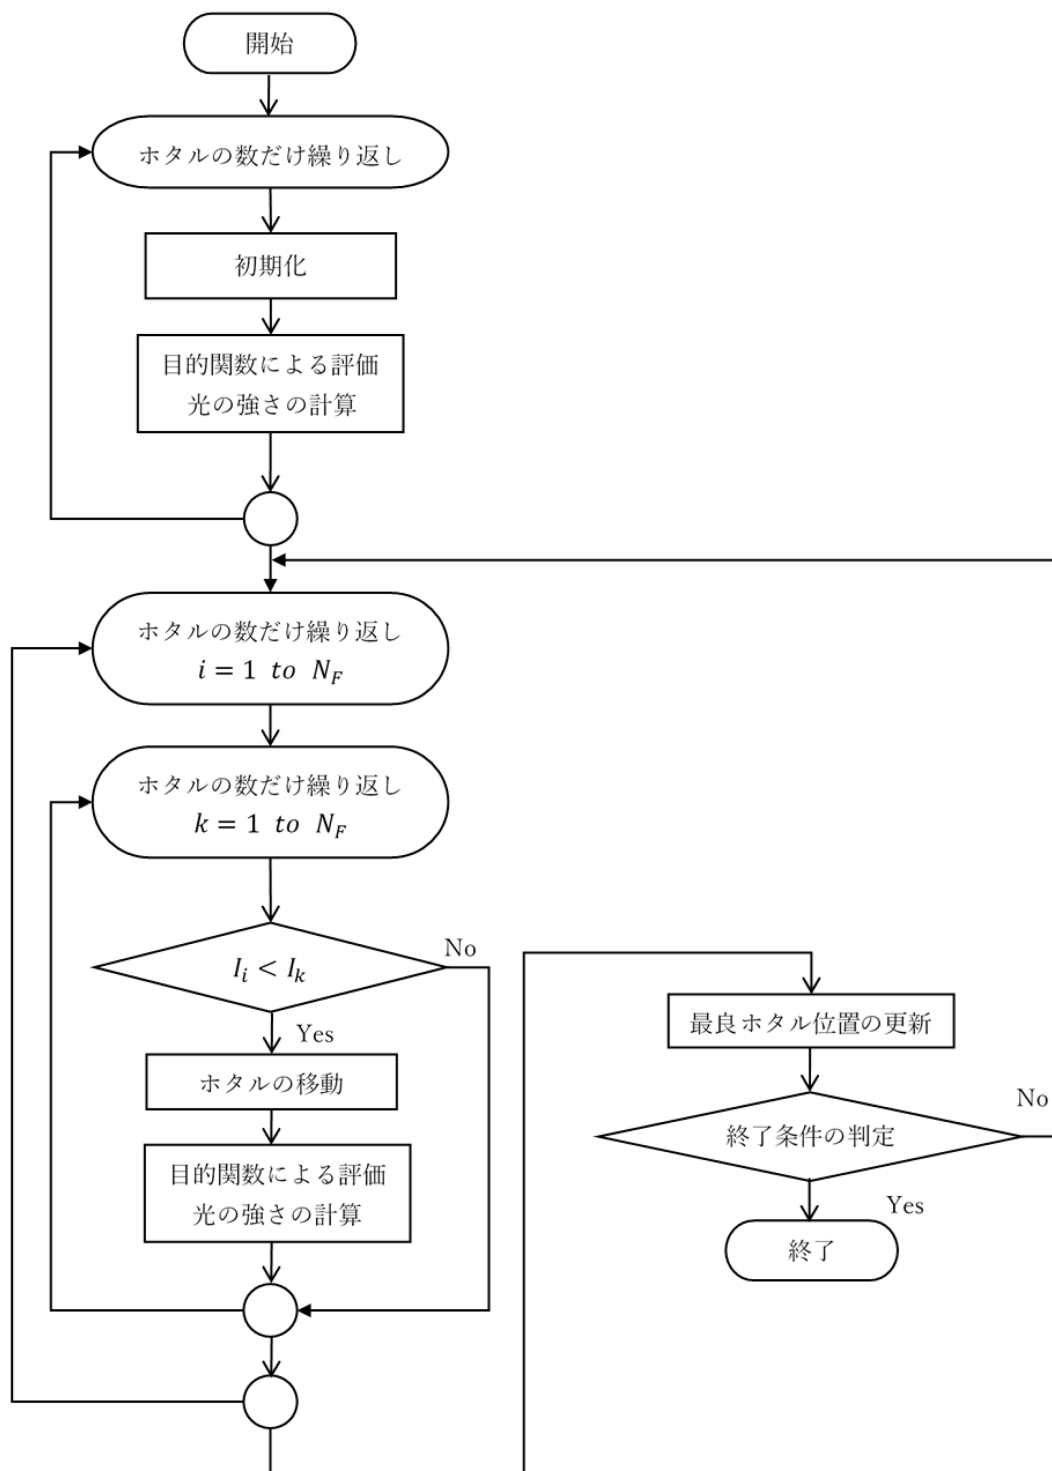 開始
ホタルの数だけ繰り返し
初期化
目的関数による評価
光の強さの計算
ホタルの数だけ繰り返し
i = 1 to N_F
ホタルの数だけ繰り返し
k = 1 to N_F
I_i < I_k
No
Yes
ホタルの移動
目的関数による評価
光の強さの計算
最良ホタル位置の更新
終了条件の判定
No
Yes
終了